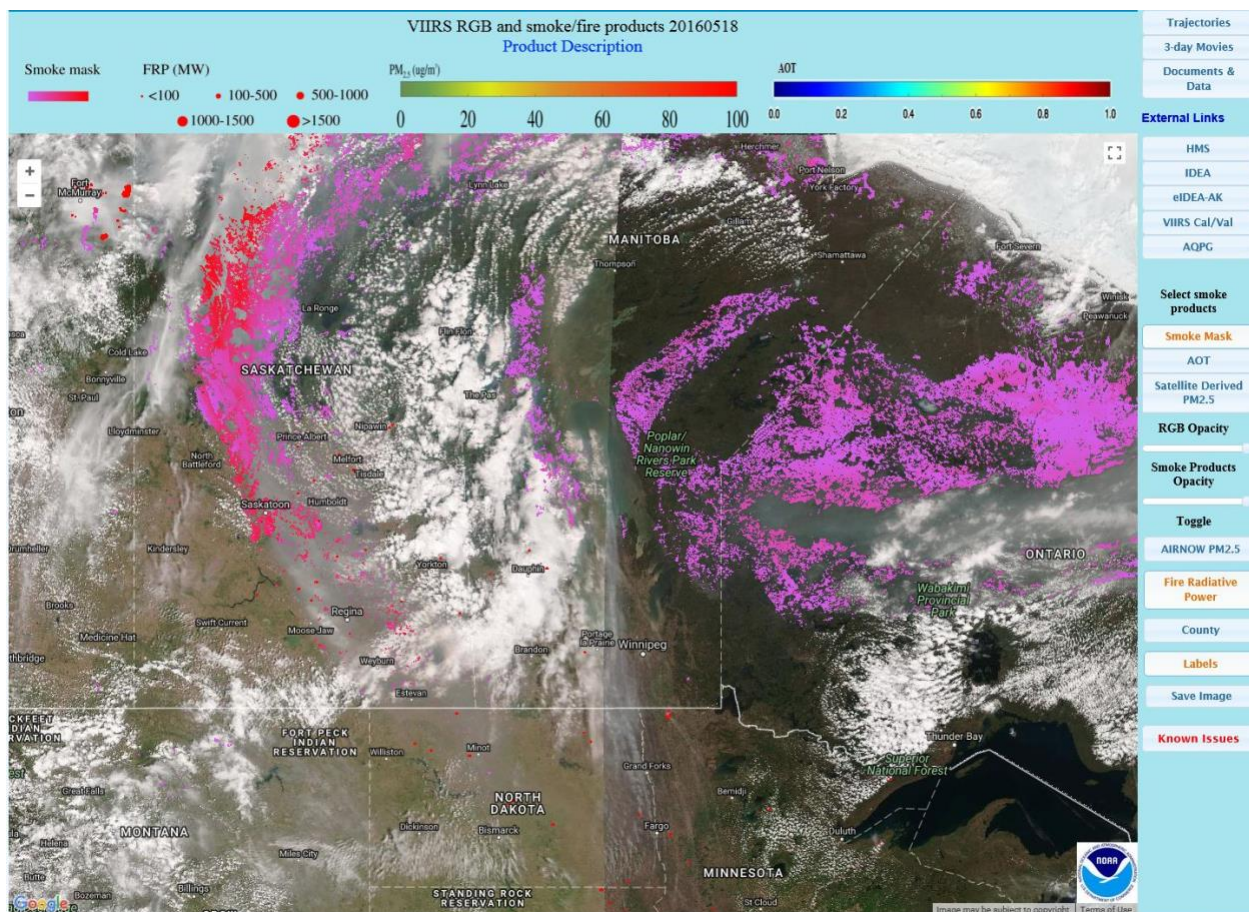 VIIRS RGB and smoke/fire products 20160518
Product Description
Smoke mask
FRP (MW)
<100
100-500
500-1000
1000-1500
>1500
PM2.5 (ug/m³)
0 20 40 60 80 100
AOT
0.0 0.2 0.4 0.6 0.8 1.0
Trajectories
3-day Movies
Documents &
Data
External Links
HMS
IDEA
eIDEA-AK
VIIRS Cal/Val
AQPG
Select smoke
products
Smoke Mask
AOT
Satellite Derived
PM2.5
RGB Opacity
Smoke Products
Opacity
Toggle
AIRNOW PM2.5
Fire Radiative
Power
County
Labels
Save Image
Known Issues
+
−
Fort
McMurray
Lynn Lake
Herchmer
Port Nelson
York Factory
MANITOBA
Gillam
Thompson
Shamattawa
Fort Severn
Winisk
Peawanuck
La Ronge
Flin Flon
Cold Lake
Bonnyville
St. Paul
SASKATCHEWAN
The Pas
Lloydminster
Prince Albert
Nipawin
Melfort
Tisdale
North
Battleford
Poplar/
Nanowin
Rivers Park
Reserve
Saskatoon
Humboldt
Drumheller
Kindersley
Yorkton
Dauphin
ONTARIO
Wabakimi
Provincial
Park
Brooks
Swift Current
Moose Jaw
Regina
Medicine Hat
Weyburn
Brandon
Portage
la Prairie
Winnipeg
Estevan
FORT PECK
INDIAN
RESERVATION
Williston
Minot
Grand Forks
Thunder Bay
Superior
National Forest
Great Falls
NORTH
DAKOTA
Bemidji
MONTANA
Dickinson
Bismarck
Fargo
Duluth
Helena
Miles City
Butte
Bozeman
Billings
STANDING ROCK
RESERVATION
MINNESOTA
St Cloud
NOAA
Google
Image may be subject to copyright
Terms of Use